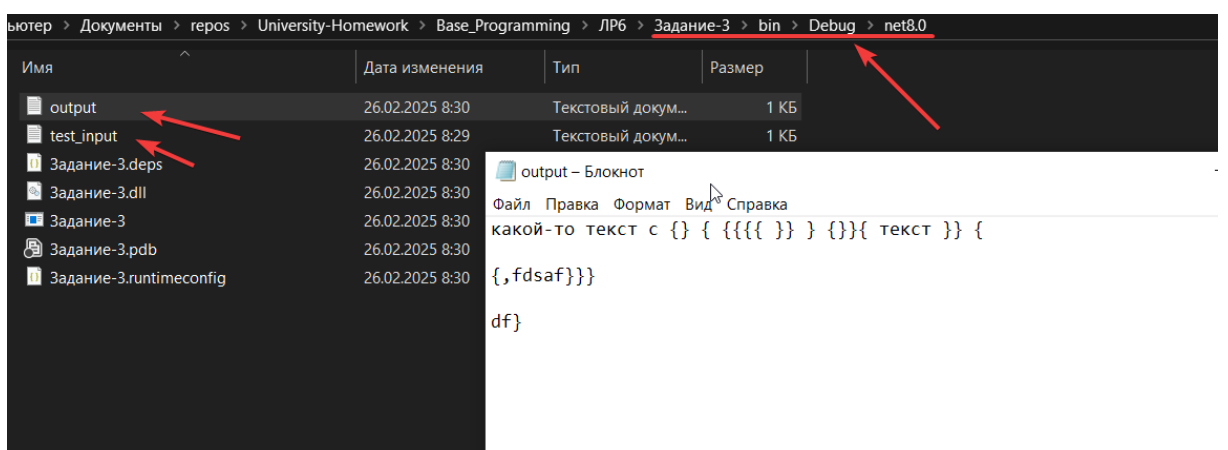 ьютер > Документы > repos > University-Homework > Base_Programming > ЛР6 > Задание-3 > bin > Debug > net8.0
Имя Дата изменения Тип Размер
output 26.02.2025 8:30 Текстовый докум... 1 КБ
test_input 26.02.2025 8:29 Текстовый докум... 1 КБ
Задание-3.deps 26.02.2025 8:30
Задание-3.dll 26.02.2025 8:30
Задание-3 26.02.2025 8:30
Задание-3.pdb 26.02.2025 8:30
Задание-3.runtimeconfig 26.02.2025 8:30
output – Блокнот
Файл Правка Формат Вид Справка
какой-то текст с {} { {{{{ }} } {}}{ текст }} {
{,fdsaf}}}
df}